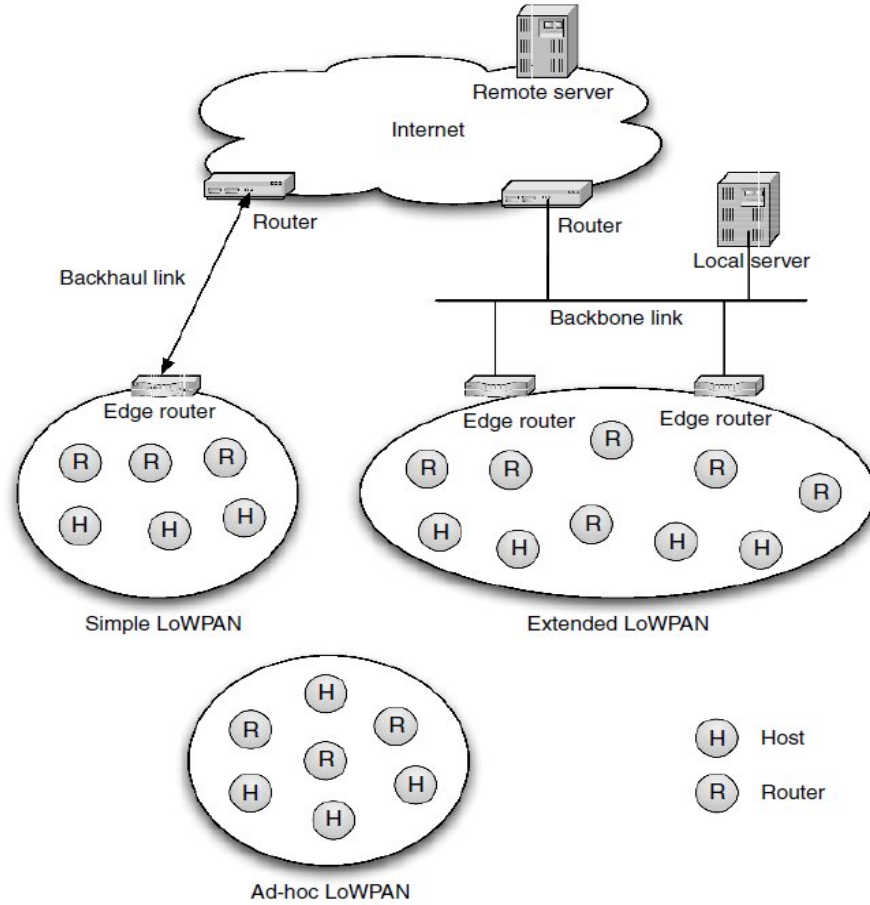 Remote server
Internet
Router
Router
Backhaul link
Local server
Backbone link
Edge router
Edge router
Edge router
R
R
R
H
H
H
R
R
R
R
R
H
H
R
H
H
Simple LoWPAN
Extended LoWPAN
H
R
R
R
H
H
H
H Host
R Router
Ad-hoc LoWPAN